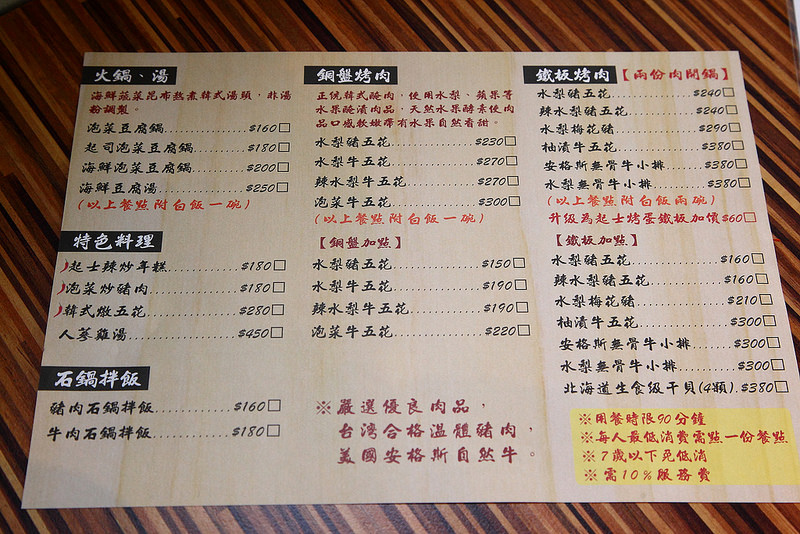 火鍋、湯
海鮮蔬菜昆布熬煮韓式湯頭，非湯
粉調製。
泡菜豆腐鍋...............$160□
起司泡菜豆腐鍋..........$180□
海鮮泡菜豆腐鍋..........$200□
海鮮豆腐湯................$250□
(以上餐點附白飯一碗)
特色料理
起士辣炒年糕.............$180□
泡菜炒豬肉................$180□
韓式燉五花................$280□
人蔘雞湯...................$450□
石鍋拌飯
豬肉石鍋拌飯.............$160□
牛肉石鍋拌飯.............$180□
銅盤烤肉
正統韓式醃肉，使用水梨、蘋果等
水果醃漬肉品，天然水果酵素使肉
品口感軟嫩帶有水果自然香甜。
水梨豬五花................$230□
水梨牛五花................$270□
辣水梨牛五花.............$270□
泡菜牛五花................$300□
(以上餐點附白飯一碗)
【銅盤加點】
水梨豬五花................$150□
水梨牛五花................$190□
辣水梨牛五花.............$190□
泡菜牛五花................$220□
※嚴選優良肉品，
台灣合格溫體豬肉，
美國安格斯自然牛。
鐵板烤肉【兩份肉開鍋】
水梨豬五花................$240□
辣水梨豬五花.............$240□
水梨梅花豬................$290□
柚漬牛五花................$380□
安格斯無骨牛小排.......$380□
水梨無骨牛小排..........$380□
(以上餐點附白飯兩碗)
升級為起士烤蛋鐵板加價$60□
【鐵板加點】
水梨豬五花................$160□
辣水梨豬五花.............$160□
水梨梅花豬................$210□
柚漬牛五花................$300□
安格斯無骨牛小排.......$300□
水梨無骨牛小排..........$300□
北海道生食級干貝(4顆).$380□
※用餐時限90分鐘
※每人最低消費需點一份餐點
※7歲以下免低消
※需10%服務費